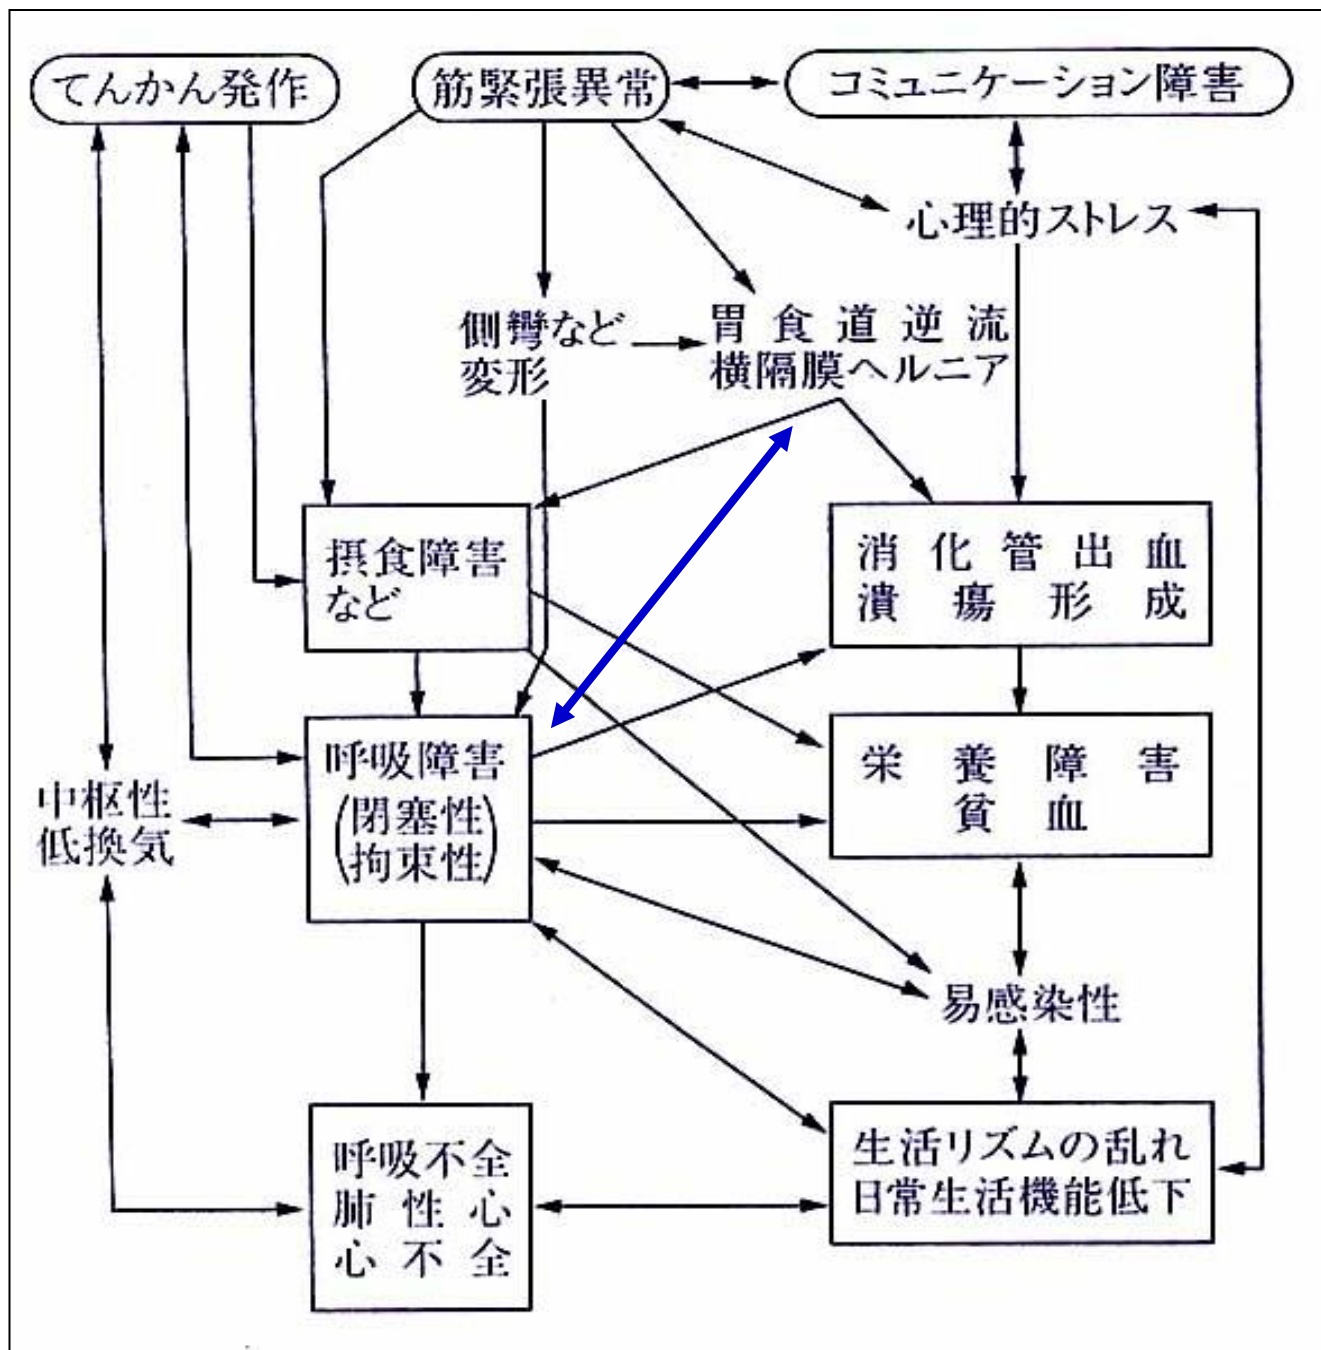 てんかん発作
筋緊張異常
コミュニケーション障害
心理的ストレス
側彎など
変形
胃食道逆流
横隔膜ヘルニア
摂食障害
など
消化管出血
潰瘍形成
呼吸障害
(閉塞性)
(拘束性)
栄養障害
貧血
中枢性
低換気
易感染性
呼吸不全
肺性心
心不全
生活リズムの乱れ
日常生活機能低下